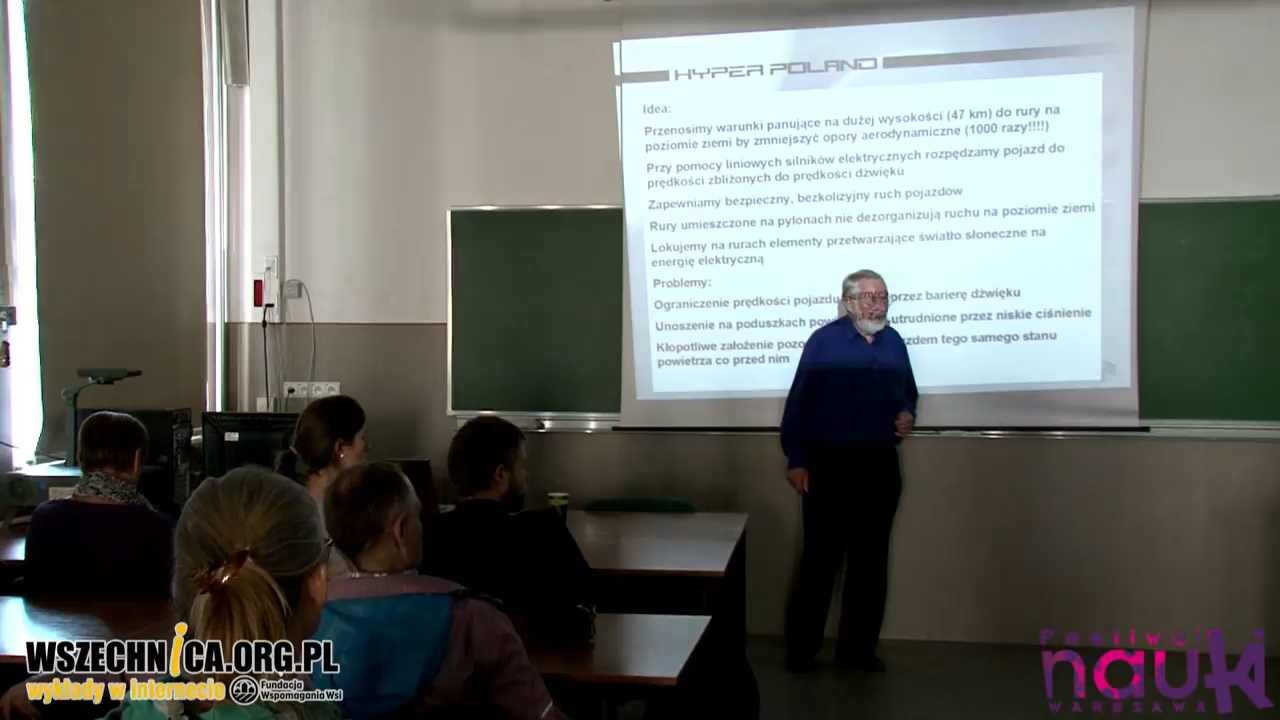 HYPER POLAND
Idea:
Przenosimy warunki panujące na dużej wysokości (47 km) do rury na
poziomie ziemi by zmniejszyć opory aerodynamiczne (1000 razy!!!!)
Przy pomocy liniowych silników elektrycznych rozpędzamy pojazd do
prędkości zbliżonych do prędkości dźwięku
Zapewniamy bezpieczny, bezkolizyjny ruch pojazdów
Rury umieszczone na pylonach nie dezorganizują ruchu na poziomie ziemi
Lokujemy na rurach elementy przetwarzające światło słoneczne na
energię elektryczną
Problemy:
Ograniczenie prędkości pojazdu przez barierę dźwięku
Unoszenie na poduszkach utrudnione przez niskie ciśnienie
Kłopotliwe założenie tego samego stanu
powietrza co przed nim
WSZECHNICA.ORG.PL
wykłady w internecie
Fundacja
Wspomagania Wsi
Festiwal
nauki
WARSZAWA